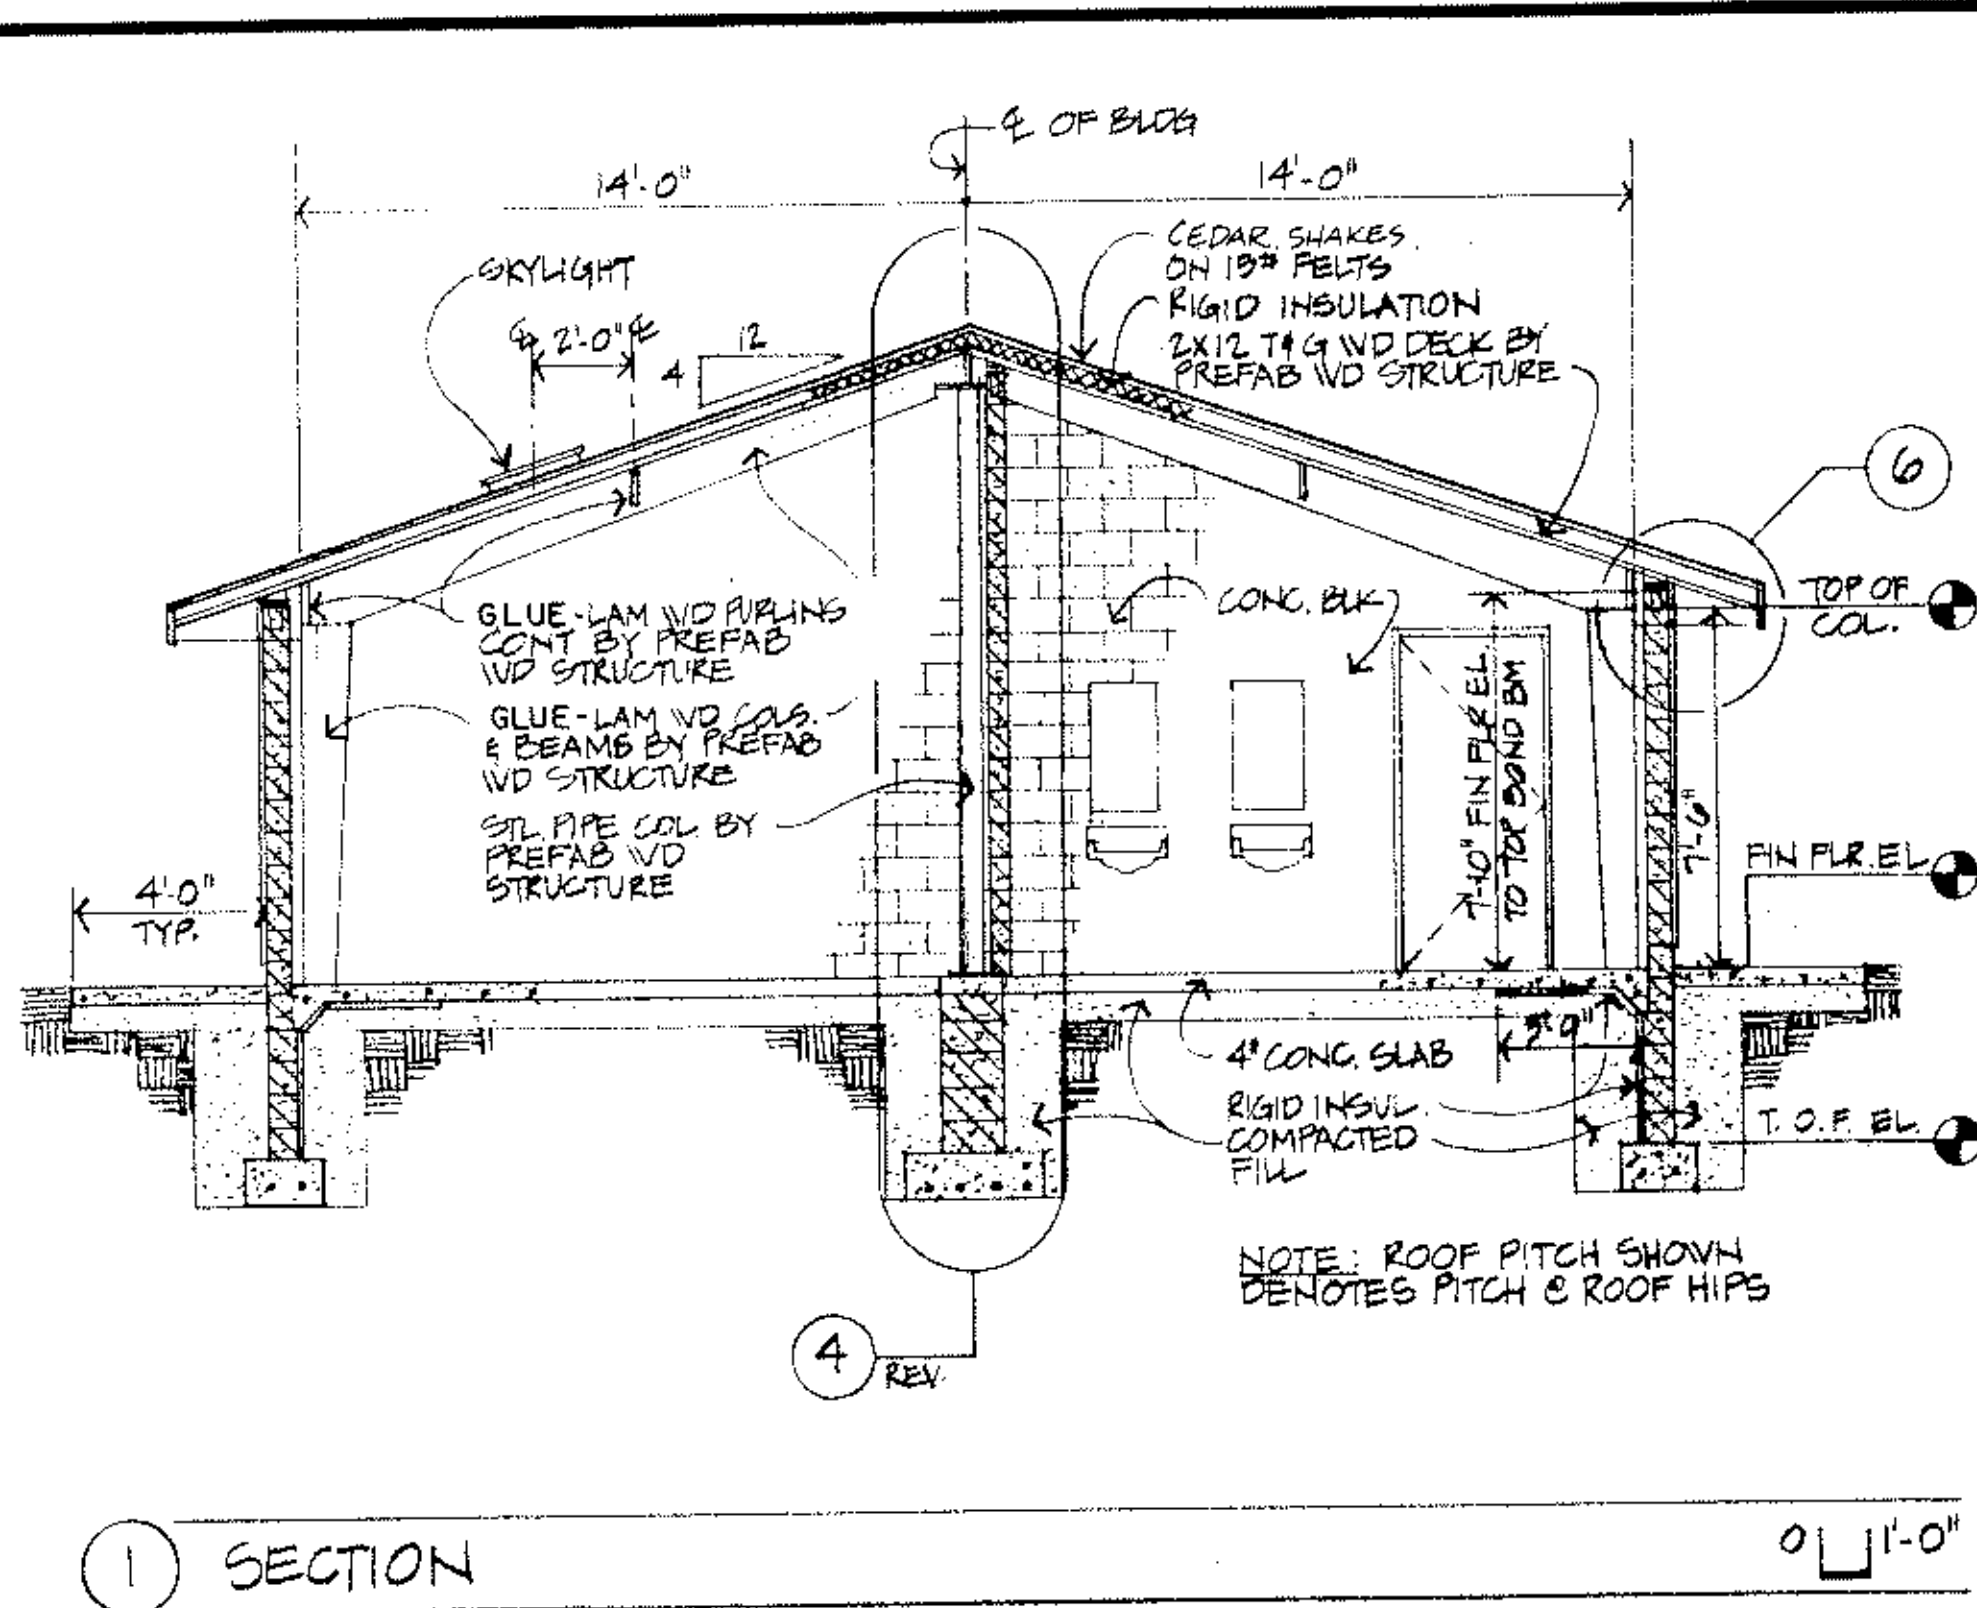 ℄ OF BLDG
14'-0"
14'-0"
SKYLIGHT
CEDAR SHAKES
ON 15# FELTS
RIGID INSULATION
2X12 T&G WD DECK BY
PREFAB WD STRUCTURE
℄ 2'-0" ℄
12
4
6
TOP OF
COL.
GLUE-LAM WD PURLINS
CONT BY PREFAB
WD STRUCTURE
CONC. BLK
GLUE-LAM WD COLS.
& BEAMS BY PREFAB
WD STRUCTURE
STL. PIPE COL BY
PREFAB WD
STRUCTURE
7'-10" FIN FLR EL
TO TOP BOND BM
7'-6"
FIN FLR. EL
4'-0"
TYP.
4" CONC. SLAB
RIGID INSUL.
COMPACTED
FILL
T.O.F. EL.
NOTE: ROOF PITCH SHOWN
DENOTES PITCH @ ROOF HIPS
4
REV.
1 SECTION
0 1'-0"